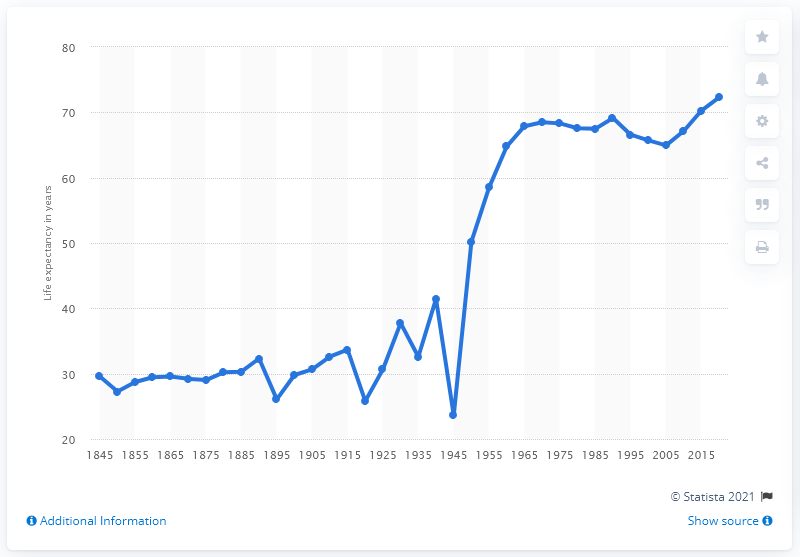 80
70
60
50
40
30
20
Life expectancy in years
1845 1855 1865 1875 1885 1895 1905 1915 1925 1935 1945 1955 1965 1975 1985 1995 2005 2015
© Statista 2021
Additional Information
Show source